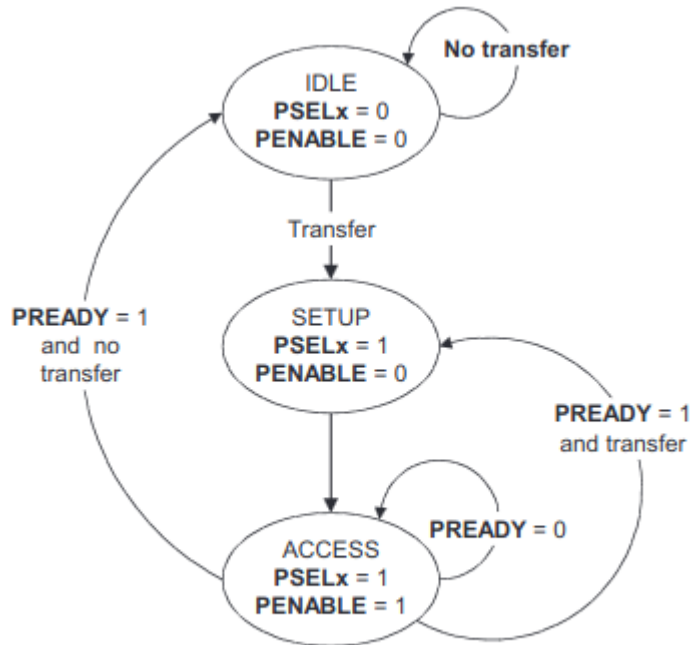 No transfer
IDLE
PSELx = 0
PENABLE = 0
Transfer
SETUP
PSELx = 1
PENABLE = 0
PREADY = 1
and no
transfer
PREADY = 1
and transfer
PREADY = 0
ACCESS
PSELx = 1
PENABLE = 1